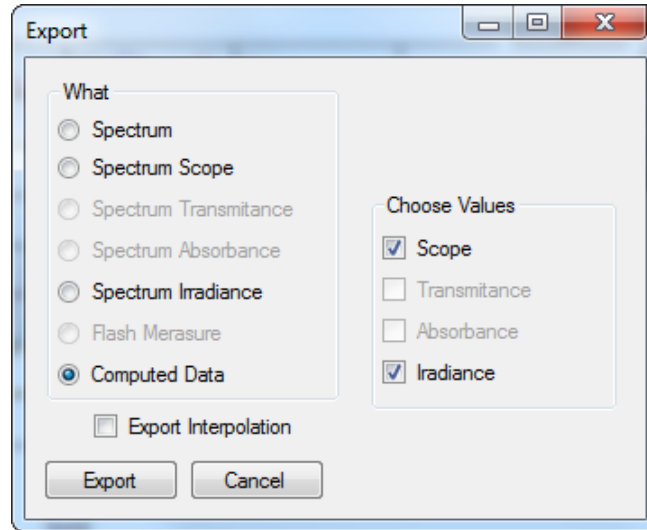 Export
What
Spectrum
Spectrum Scope
Spectrum Transmitance
Spectrum Absorbance
Spectrum Irradiance
Flash Merasure
Computed Data
Export Interpolation
Choose Values
Scope
Transmitance
Absorbance
Iradiance
Export
Cancel